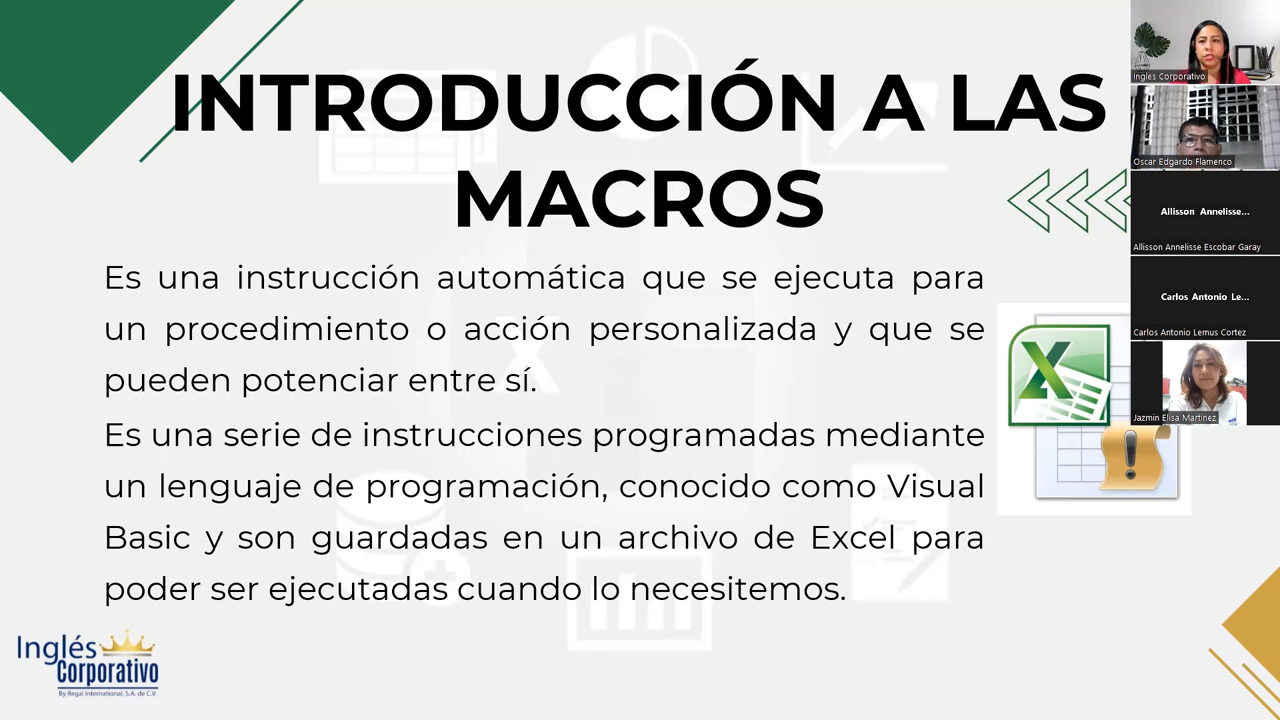 INTRODUCCIÓN A LAS
MACROS
Es una instrucción automática que se ejecuta para
un procedimiento o acción personalizada y que se
pueden potenciar entre sí.
Es una serie de instrucciones programadas mediante
un lenguaje de programación, conocido como Visual
Basic y son guardadas en un archivo de Excel para
poder ser ejecutadas cuando lo necesitemos.
Inglés
Corporativo
By Regal International, S.A. de C.V.
Ingles Corporativo
Oscar Edgardo Flamenco
Allisson Annelisse...
Allisson Annelisse Escobar Garay
Carlos Antonio Le...
Carlos Antonio Lemus Cortez
Jazmin Elisa Martinez